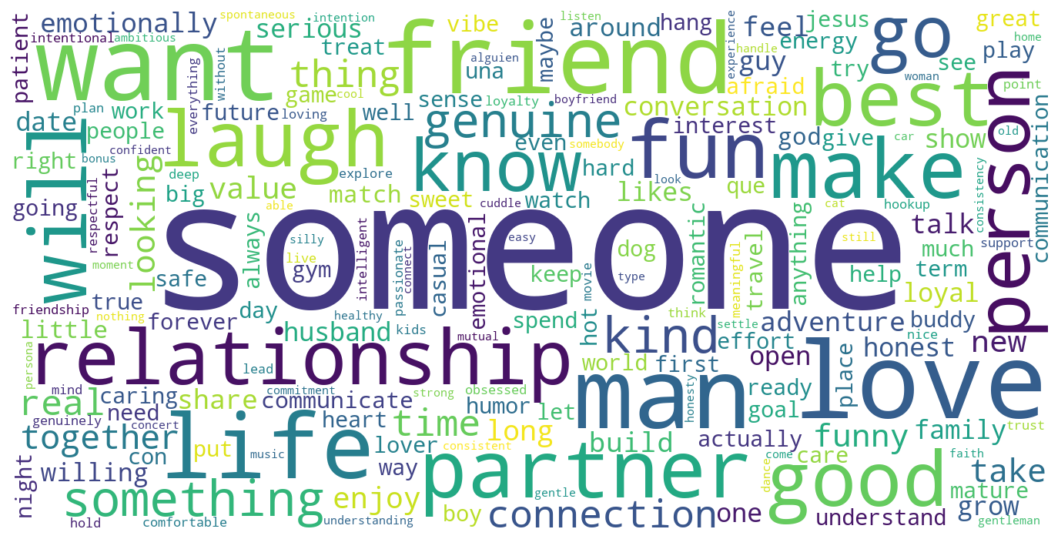 patient
intentional
emotionally
ambitious
spontaneous
intention
serious
treat
vibe
listen
want
friend
thing
game
cool
everything
without
una
alguien
maybe
around
hang
experience
handle
feel
guy
afraid
jesus
energy
try
see
woman
great
play
home
point
go
best
will
plan
work
date
people
right
bonus
confident
going
respectful
respect
looking
laugh
future
loving
well
sense
loyalty
boyfriend
even
somebody
genuine
conversation
interest
hard
look
fun
god
give
car
show
old
consistency
communication
know
make
person
deep
big
value
able
explore
match
sweet
cuddle
watch
likes
que
cat
hookup
talk
someone
moment
safe
always
silly
live
gym
intelligent
passionate
connect
casual
emotional
easy
keep
dog
type
movie
hot
romantic
think
meaningful
travel
anything
still
help
much
term
support
loyal
friendship
nothing
true
little
forever
day
husband
healthy
kids
mutual
spend
kind
settle
adventure
buddy
nice
new
relationship
lead
world
first
effort
open
place
honest
persona
mind
real
caring
share
commitment
communicate
strong
obsessed
man
honesty
ready
goal
love
genuinely
concert
need
heart
humor
time
long
let
build
actually
funny
family
trust
together
con
put
life
music
lover
way
consistent
partner
care
come
faith
good
take
night
willing
something
enjoy
boy
gentle
connection
one
dance
understand
mature
grow
hold
comfortable
understanding
gentleman